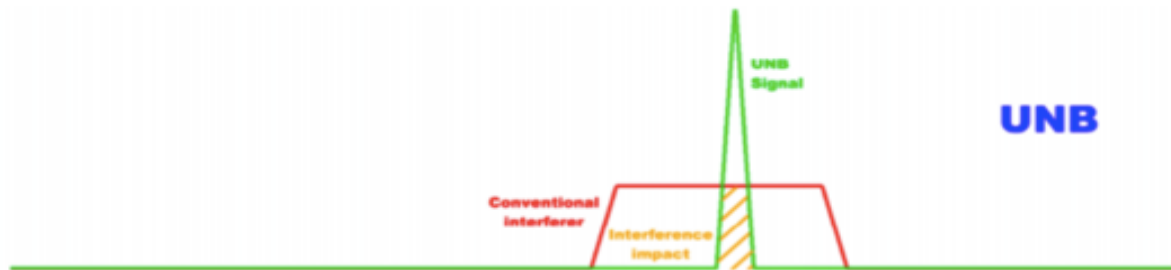 UNB
Signal
UNB
Conventional
interferer
Interference
impact